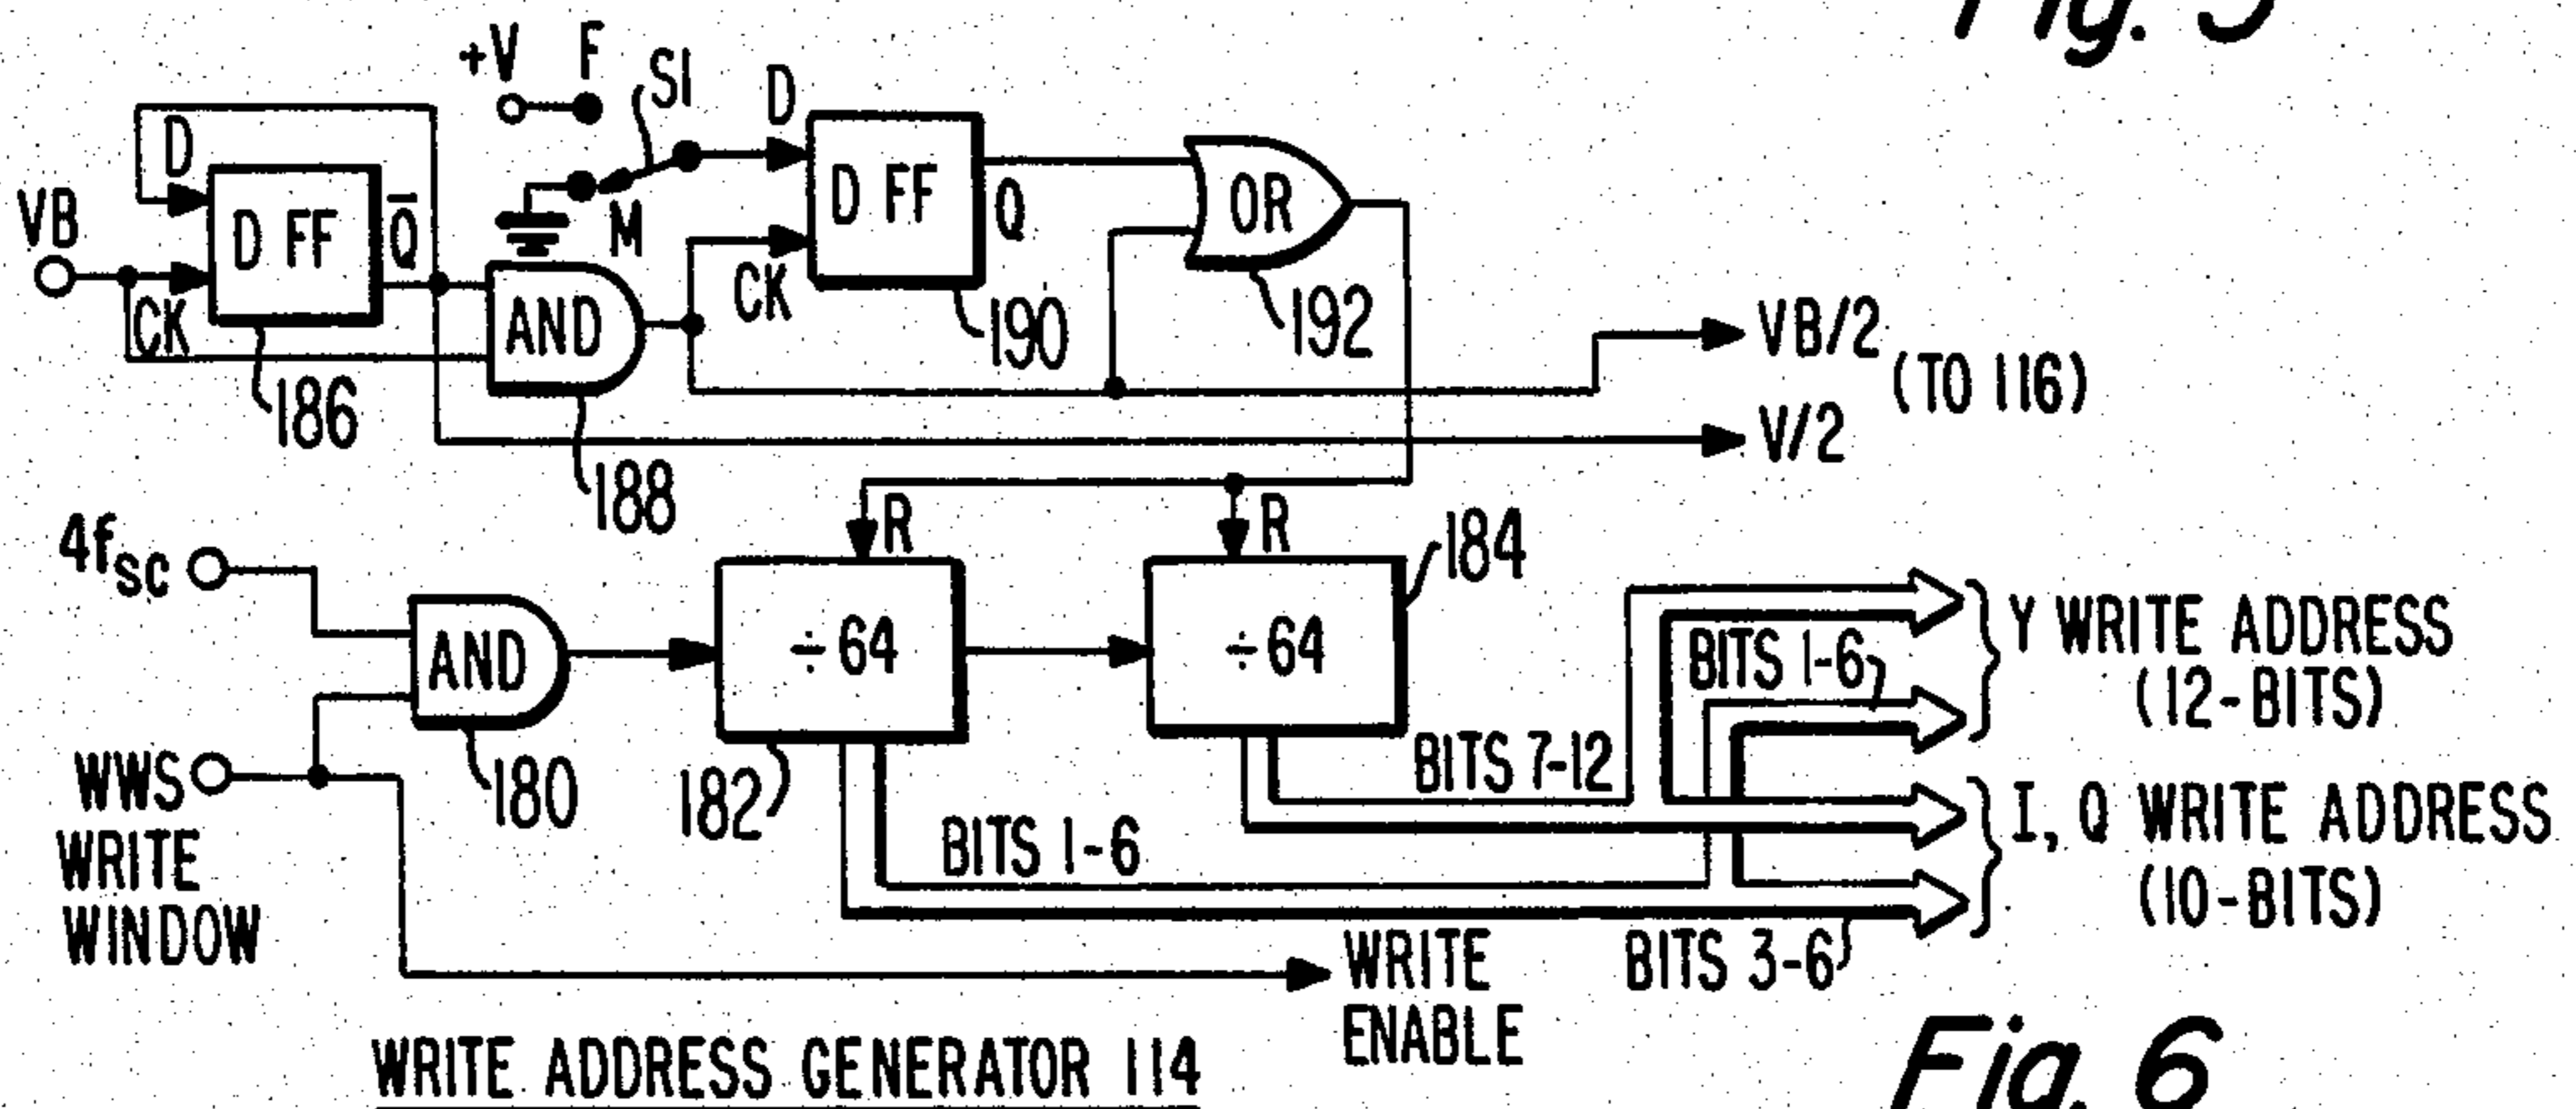 Fig. 5
+V F S1 D
D
VB
D FF
Q̅
CK
186
M
AND
188
D FF
Q
CK
190
OR
192
VB/2
(TO 116)
V/2
4fsc
R R
184
AND
÷64
÷64
180
182
WWS
WRITE
WINDOW
BITS 7-12
BITS 1-6
BITS 1-6
Y WRITE ADDRESS
(12-BITS)
I, Q WRITE ADDRESS
(10-BITS)
BITS 3-6
WRITE
ENABLE
WRITE ADDRESS GENERATOR 114
Fig. 6